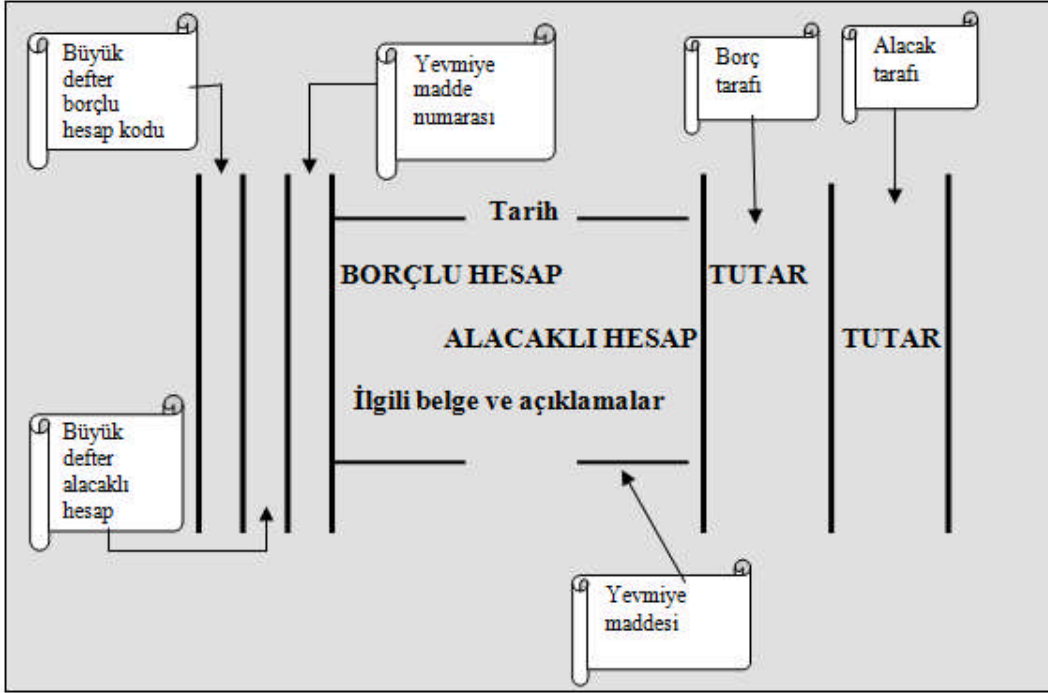 Büyük
defter
borçlu
hesap kodu
Yevmiye
madde
numarası
Borç
tarafı
Alacak
tarafı
Tarih
BORÇLU HESAP
TUTAR
ALACAKLI HESAP
TUTAR
İlgili belge ve açıklamalar
Büyük
defter
alacaklı
hesap
Yevmiye
maddesi